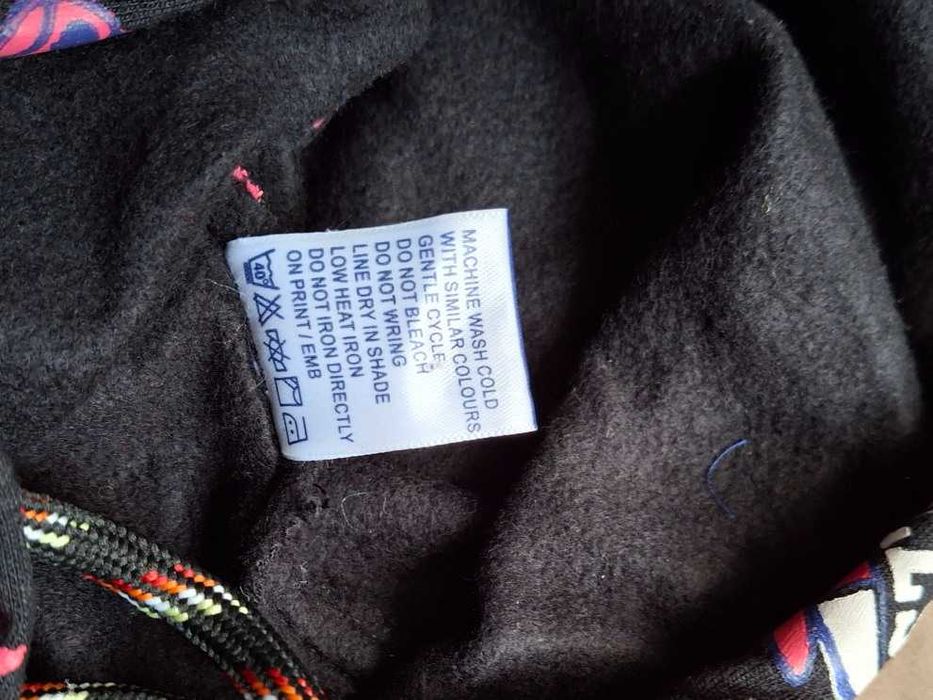 MACHINE WASH COLD
WITH SIMILAR COLOURS
GENTLE CYCLE
DO NOT BLEACH
DO NOT WRING
LINE DRY IN SHADE
LOW HEAT IRON
DO NOT IRON DIRECTLY
ON PRINT / EMB
40°